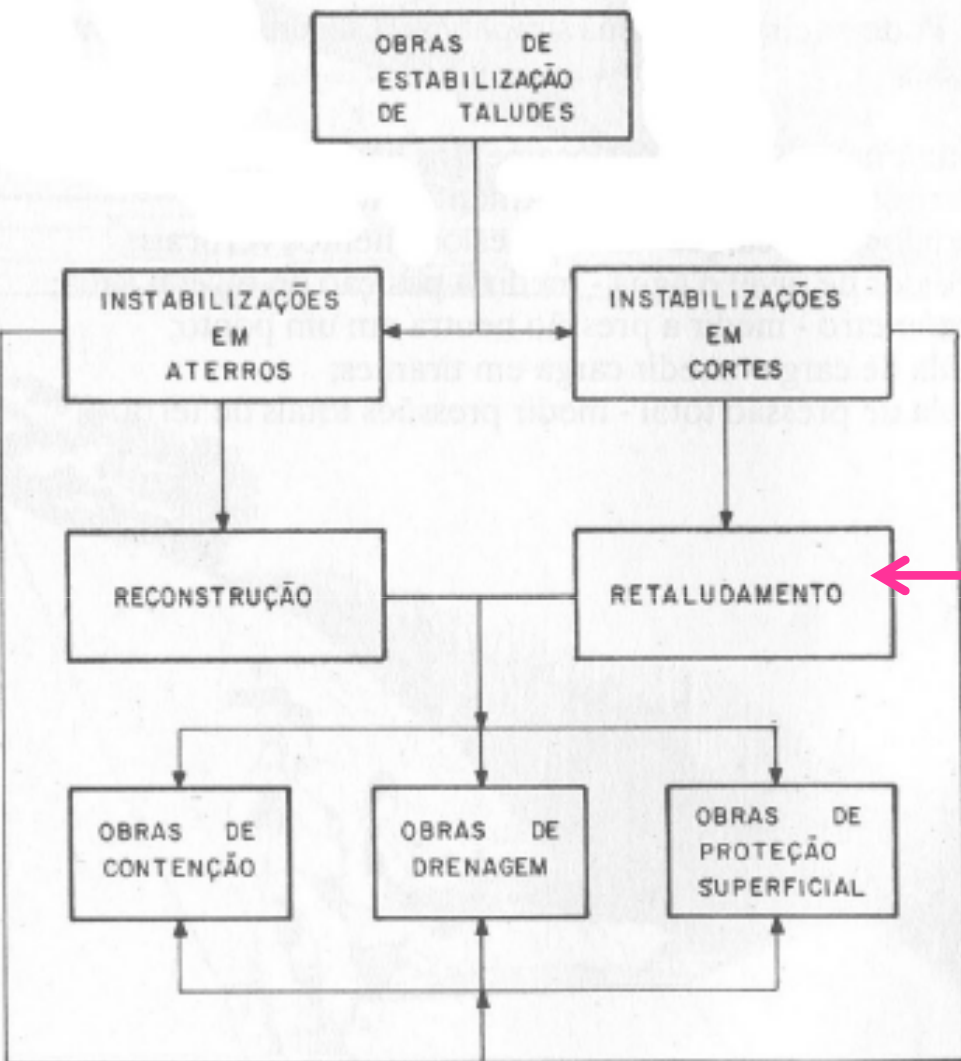 OBRAS DE
ESTABILIZAÇÃO
DE TALUDES
INSTABILIZAÇÕES
EM
ATERROS
INSTABILIZAÇÕES
EM
CORTES
RECONSTRUÇÃO
RETALUDAMENTO
OBRAS DE
CONTENÇÃO
OBRAS DE
DRENAGEM
OBRAS DE
PROTEÇÃO
SUPERFICIAL